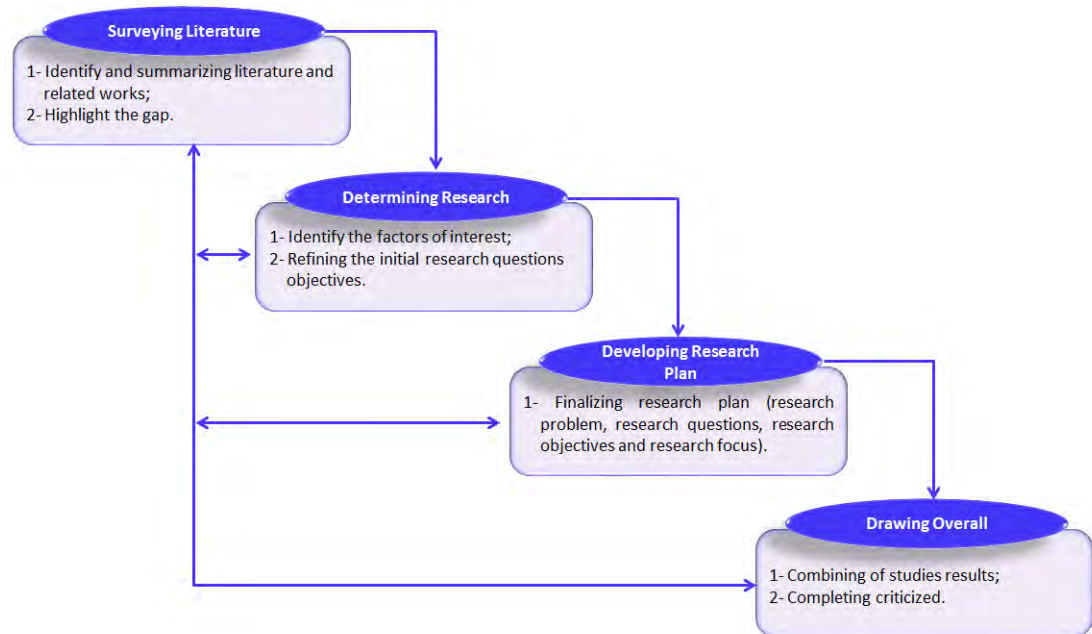 Surveying Literature
1- Identify and summarizing literature and
related works;
2- Highlight the gap.
Determining Research
1- Identify the factors of interest;
2- Refining the initial research questions
objectives.
Developing Research
Plan
1- Finalizing research plan (research
problem, research questions, research
objectives and research focus).
Drawing Overall
1- Combining of studies results;
2- Completing criticized.